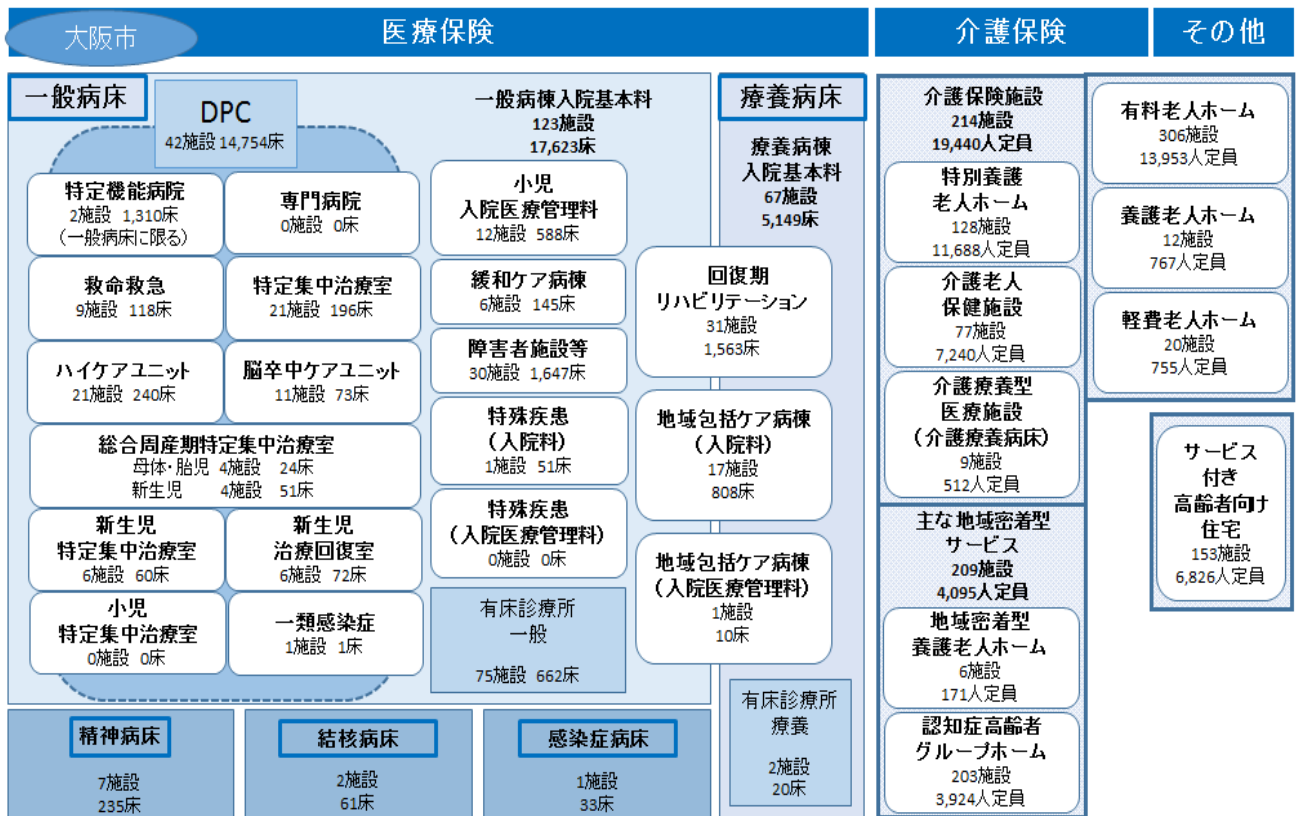 大阪市
医療保険
介護保険
その他
一般病床
DPC
42施設 14,754床
一般病棟入院基本料
123施設
17,623床
特定機能病院
2施設 1,310床
(一般病床に限る)
専門病院
0施設 0床
救命救急
9施設 118床
特定集中治療室
21施設 196床
ハイケアユニット
21施設 240床
脳卒中ケアユニット
11施設 73床
総合周産期特定集中治療室
母体・胎児 4施設 24床
新生児 4施設 51床
新生児
特定集中治療室
6施設 60床
新生児
治療回復室
6施設 72床
小児
特定集中治療室
0施設 0床
一類感染症
1施設 1床
小児
入院医療管理料
12施設 588床
緩和ケア病棟
6施設 145床
障害者施設等
30施設 1,647床
特殊疾患
(入院料)
1施設 51床
特殊疾患
(入院医療管理料)
0施設 0床
有床診療所
一般
75施設 662床
療養病床
療養病棟
入院基本料
67施設
5,149床
回復期
リハビリテーション
31施設
1,563床
地域包括ケア病棟
(入院料)
17施設
808床
地域包括ケア病棟
(入院医療管理料)
1施設
10床
有床診療所
療養
2施設
20床
精神病床
7施設
235床
結核病床
2施設
61床
感染症病床
1施設
33床
介護保険施設
214施設
19,440人定員
特別養護
老人ホーム
128施設
11,688人定員
介護老人
保健施設
77施設
7,240人定員
介護療養型
医療施設
(介護療養病床)
9施設
512人定員
主な地域密着型
サービス
209施設
4,095人定員
地域密着型
養護老人ホーム
6施設
171人定員
認知症高齢者
グループホーム
203施設
3,924人定員
有料老人ホーム
306施設
13,953人定員
養護老人ホーム
12施設
767人定員
軽費老人ホーム
20施設
755人定員
サービス
付き
高齢者向け
住宅
153施設
6,826人定員